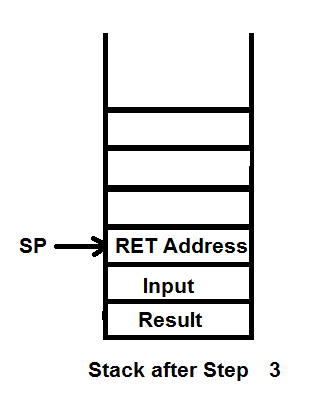 SP RET Address
Input
Result
Stack after Step 3